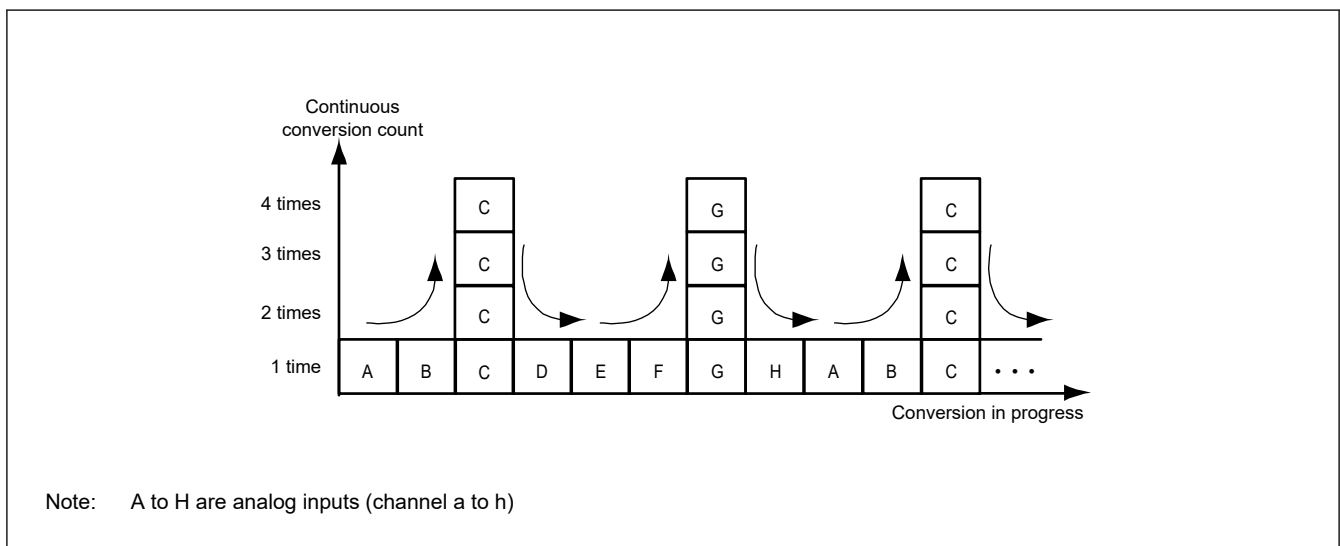 Continuous
conversion count
4 times
C
G
C
3 times
C
G
C
2 times
C
G
C
1 time
A
B
C
D
E
F
G
H
A
B
C
• • •
Conversion in progress
Note: A to H are analog inputs (channel a to h)